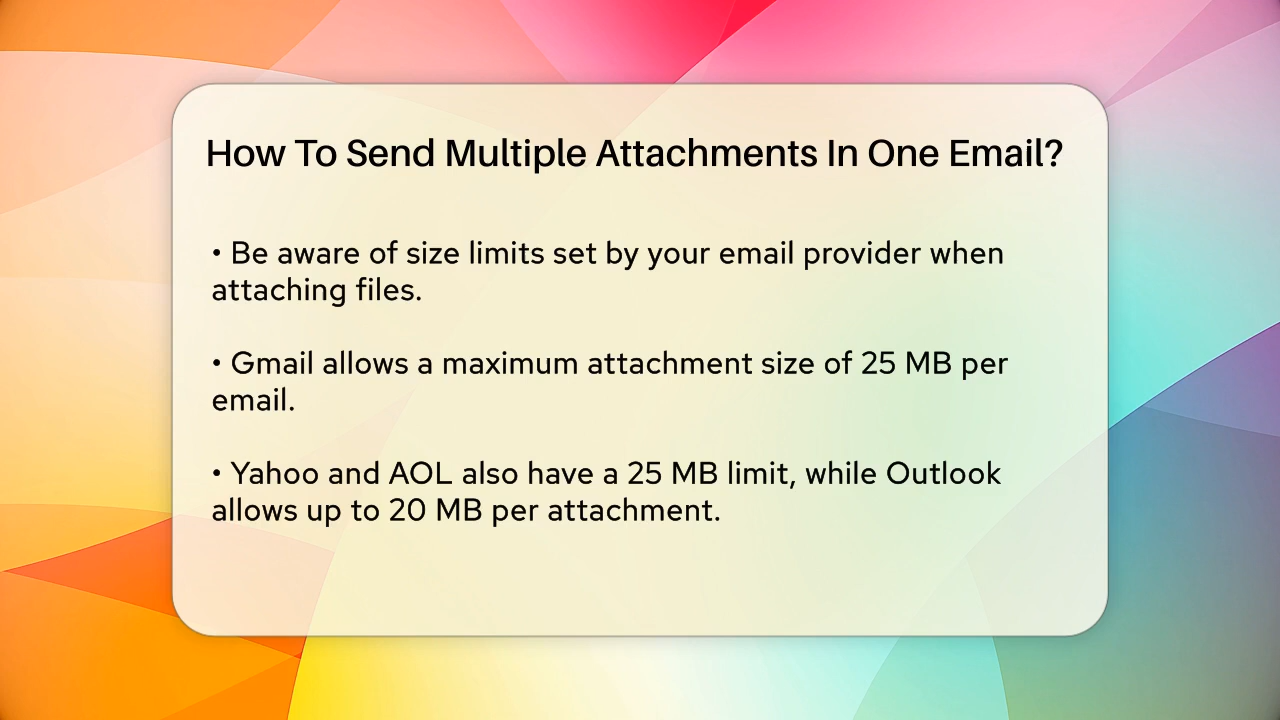 How To Send Multiple Attachments In One Email?
• Be aware of size limits set by your email provider when
attaching files.
• Gmail allows a maximum attachment size of 25 MB per
email.
• Yahoo and AOL also have a 25 MB limit, while Outlook
allows up to 20 MB per attachment.